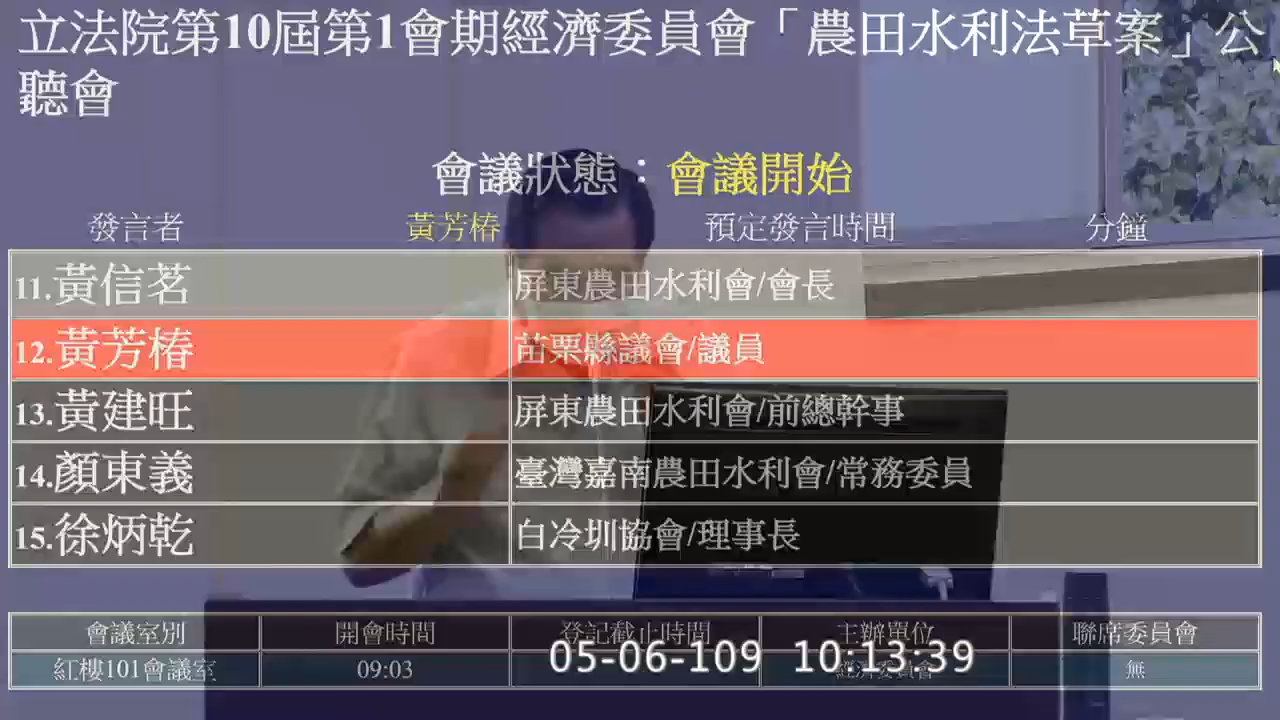 立法院第10屆第1會期經濟委員會「農田水利法草案」公
聽會
會議狀態：會議開始
發言者 黃芳椿 預定發言時間 分鐘
11.黃信茗 屏東農田水利會/會長
12.黃芳椿 苗栗縣議會/議員
13.黃建旺 屏東農田水利會/前總幹事
14.顏東義 臺灣嘉南農田水利會/常務委員
15.徐炳乾 白冷圳協會/理事長
會議室別 開會時間 登記截止時間 主辦單位 聯席委員會
紅樓101會議室 09:03 經濟委員會 無
05-06-109 10:13:39